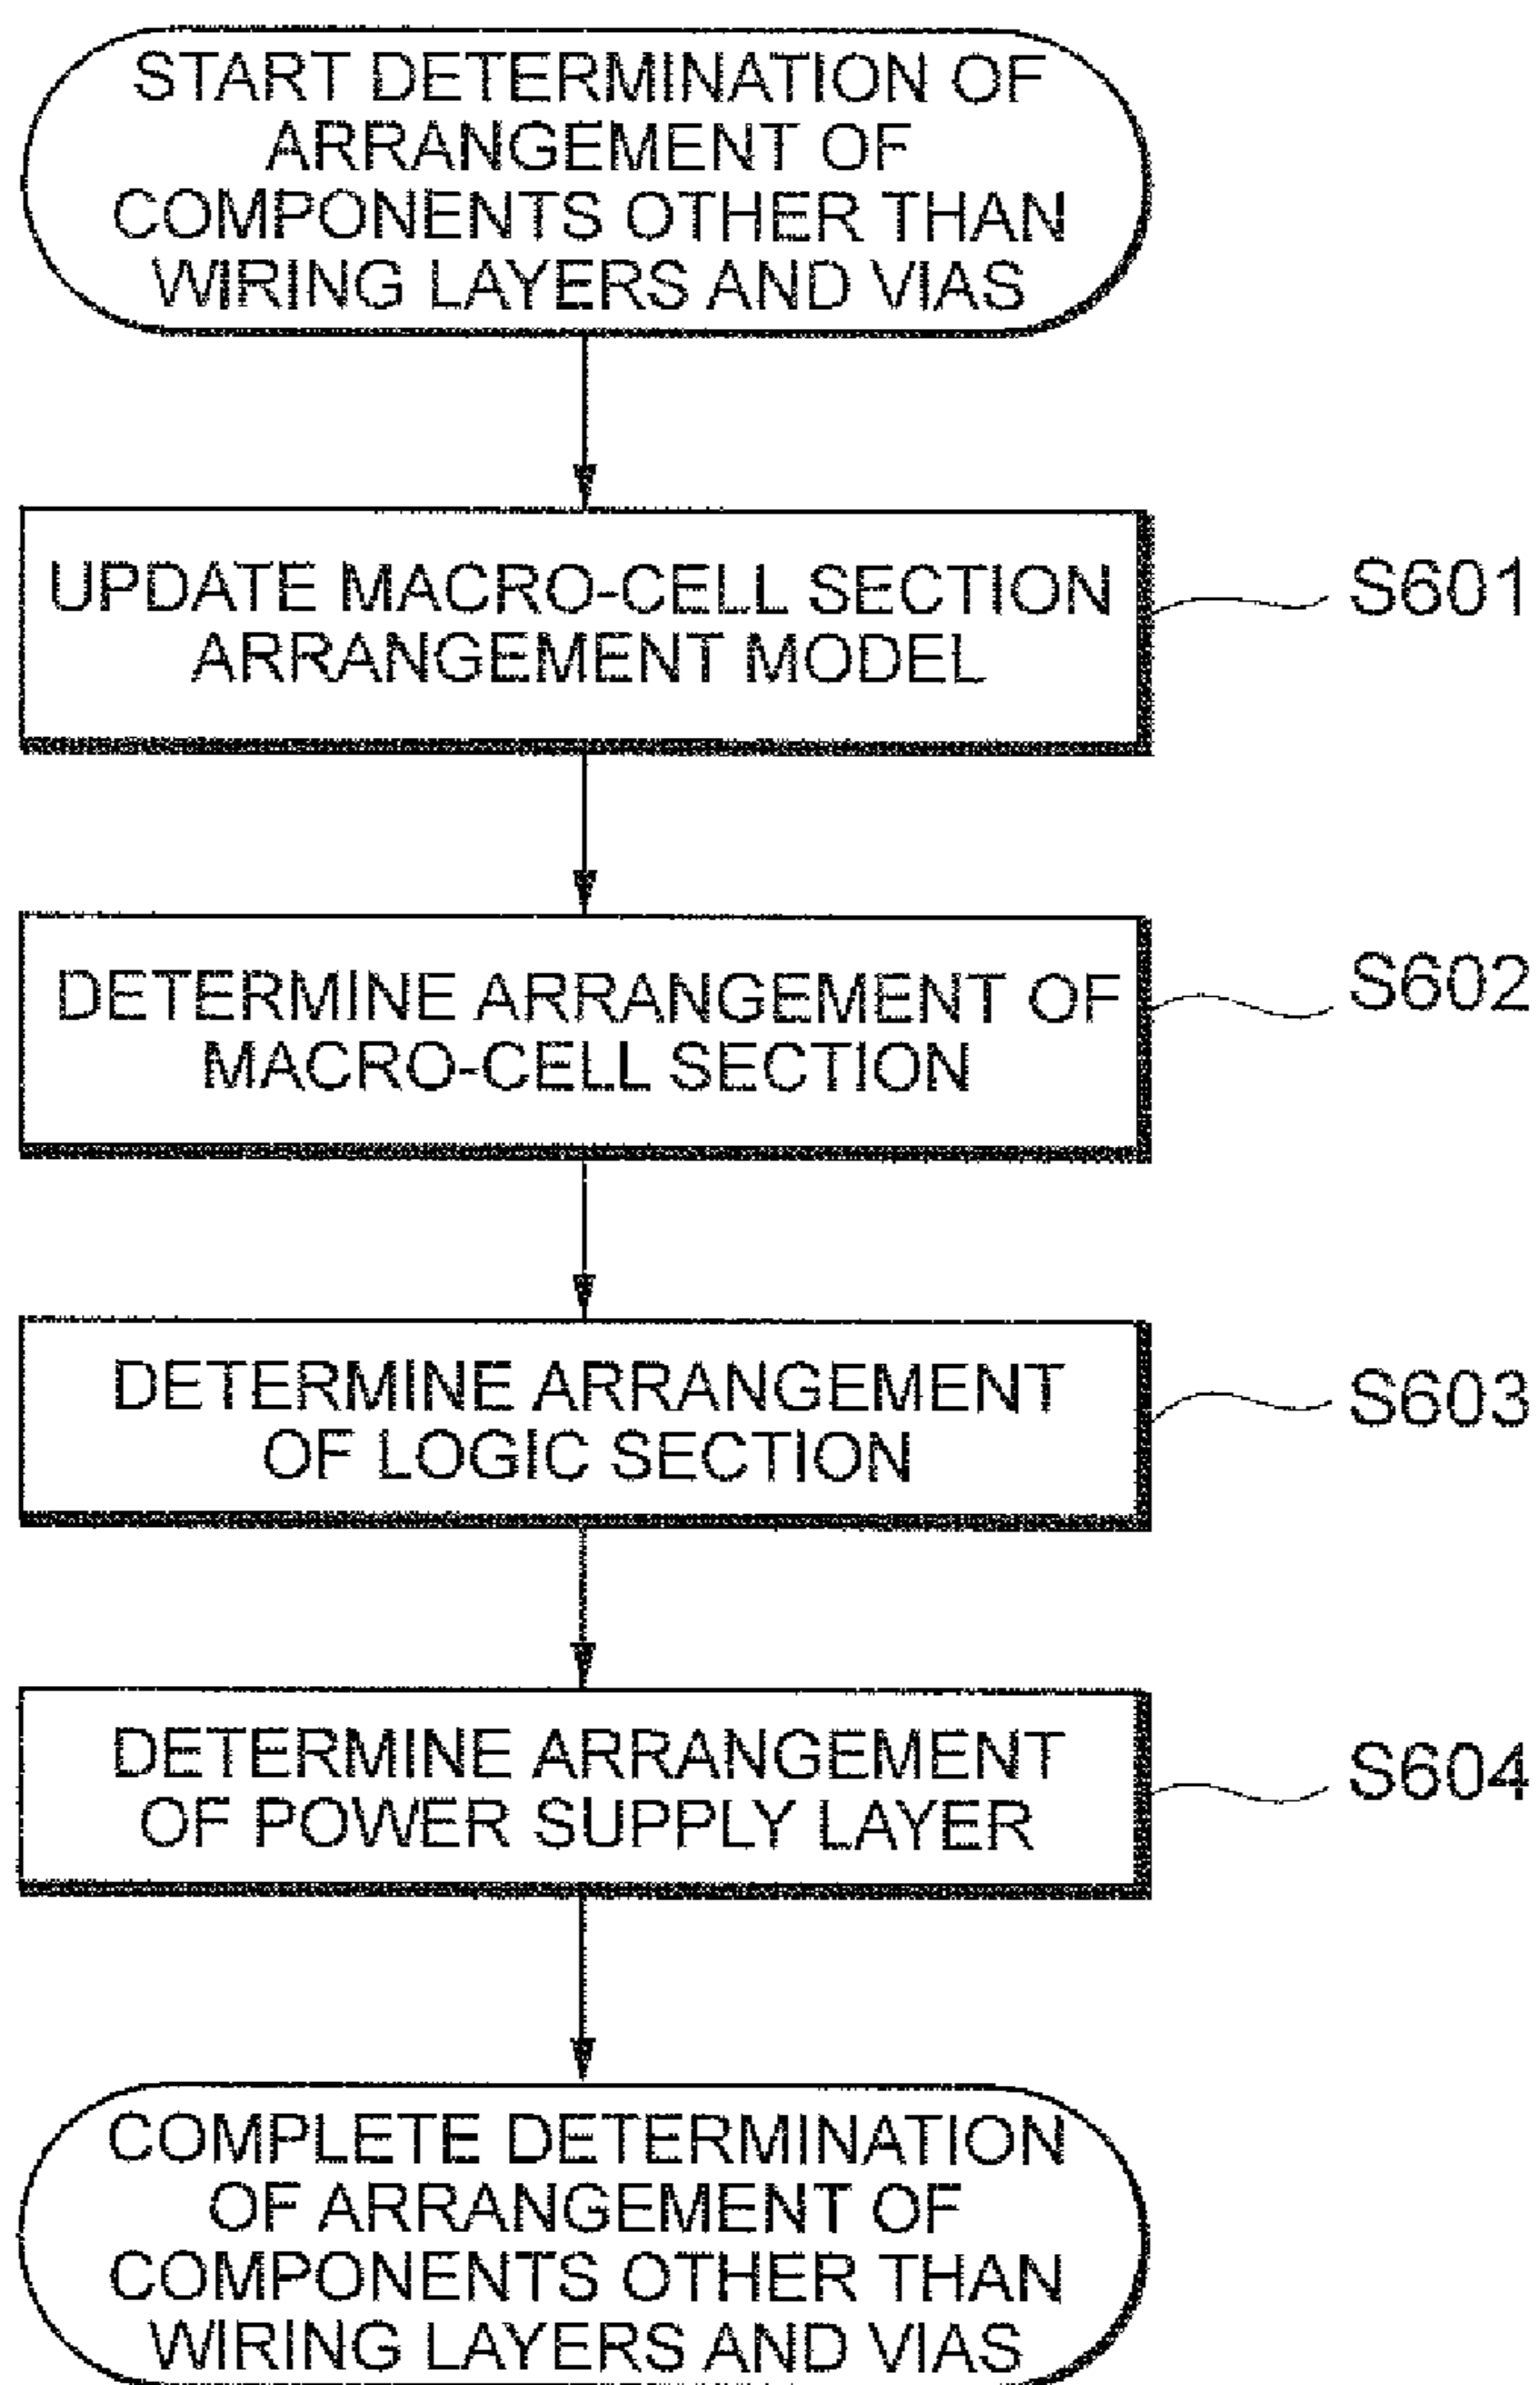 START DETERMINATION OF
ARRANGEMENT OF
COMPONENTS OTHER THAN
WIRING LAYERS AND VIAS
UPDATE MACRO-CELL SECTION
ARRANGEMENT MODEL
S601
DETERMINE ARRANGEMENT OF
MACRO-CELL SECTION
S602
DETERMINE ARRANGEMENT
OF LOGIC SECTION
S603
DETERMINE ARRANGEMENT
OF POWER SUPPLY LAYER
S604
COMPLETE DETERMINATION
OF ARRANGEMENT OF
COMPONENTS OTHER THAN
WIRING LAYERS AND VIAS